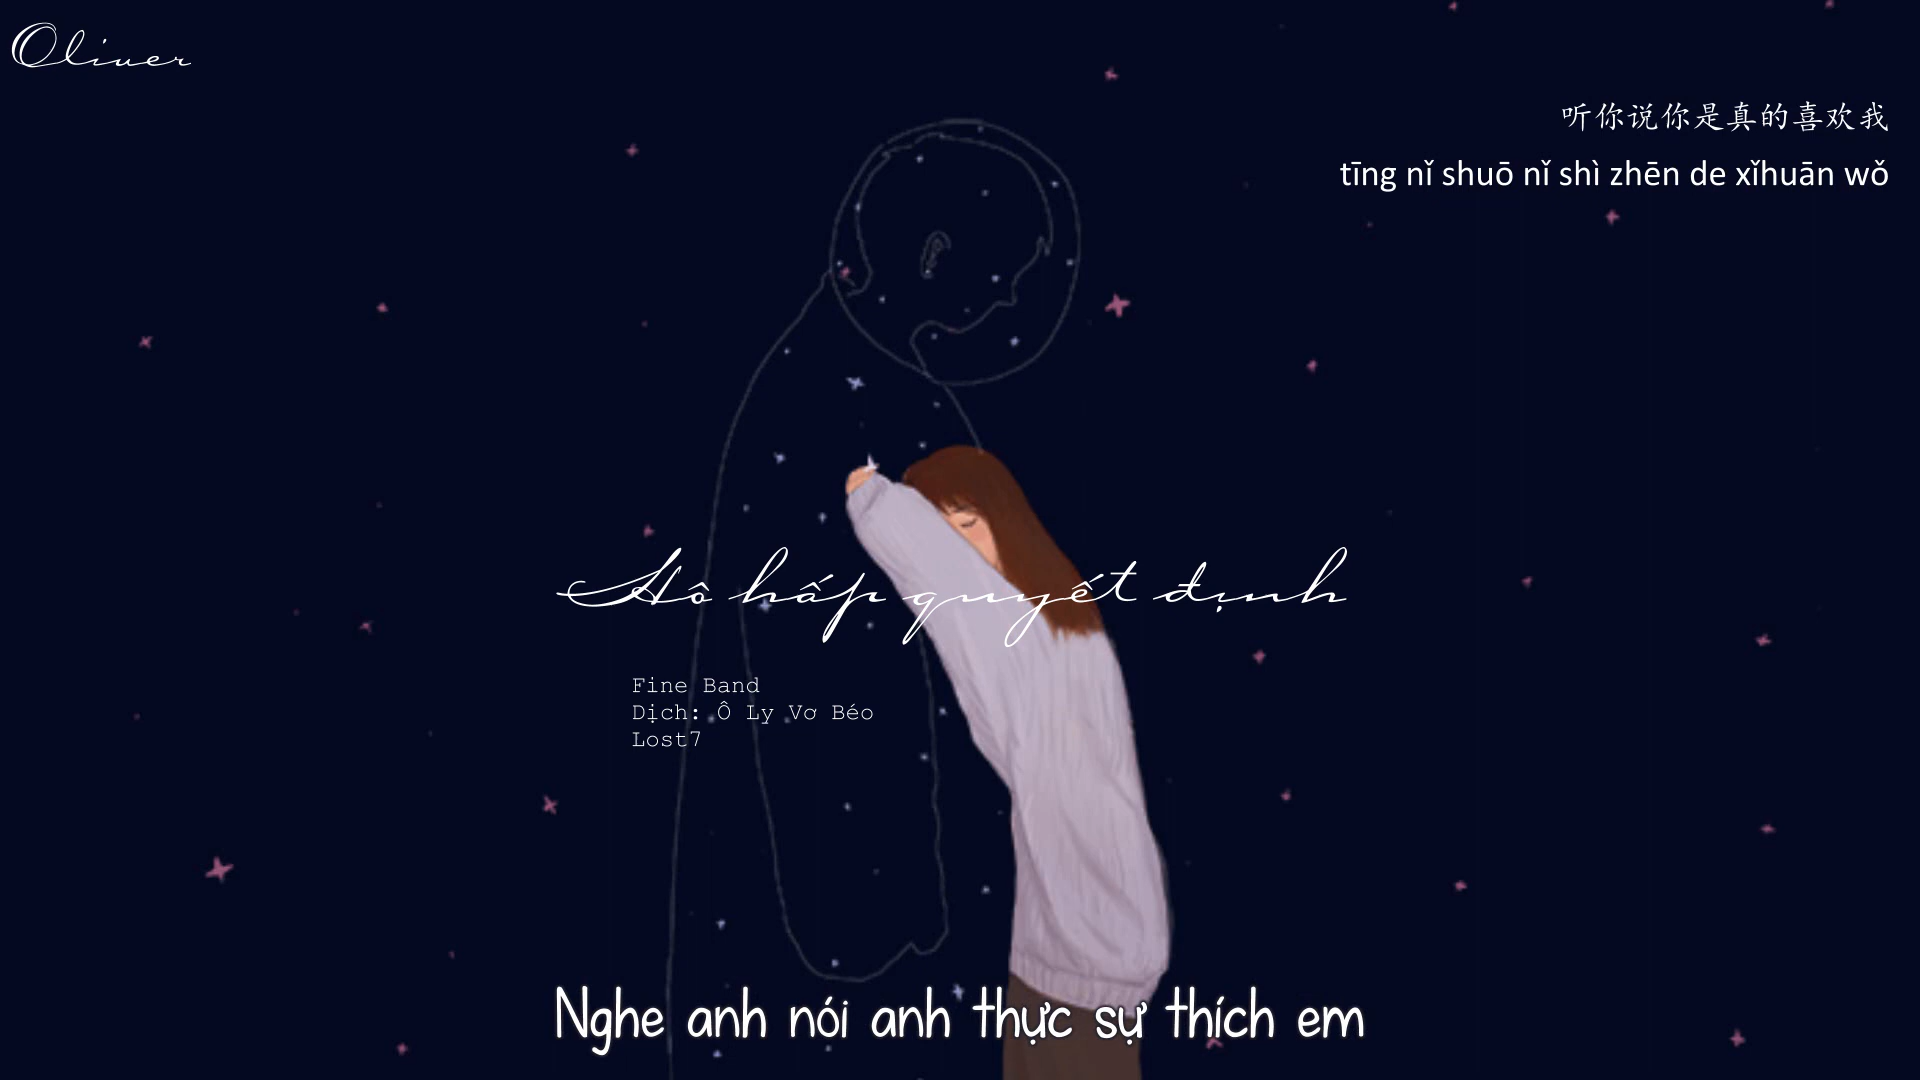 Oliver
听你说你是真的喜欢我
tīng nǐ shuō nǐ shì zhēn de xǐhuān wǒ
Hô hấp quyết định
Fine Band
Dịch: Ô Ly Vơ Béo
Lost7
Nghe anh nói anh thực sự thích em